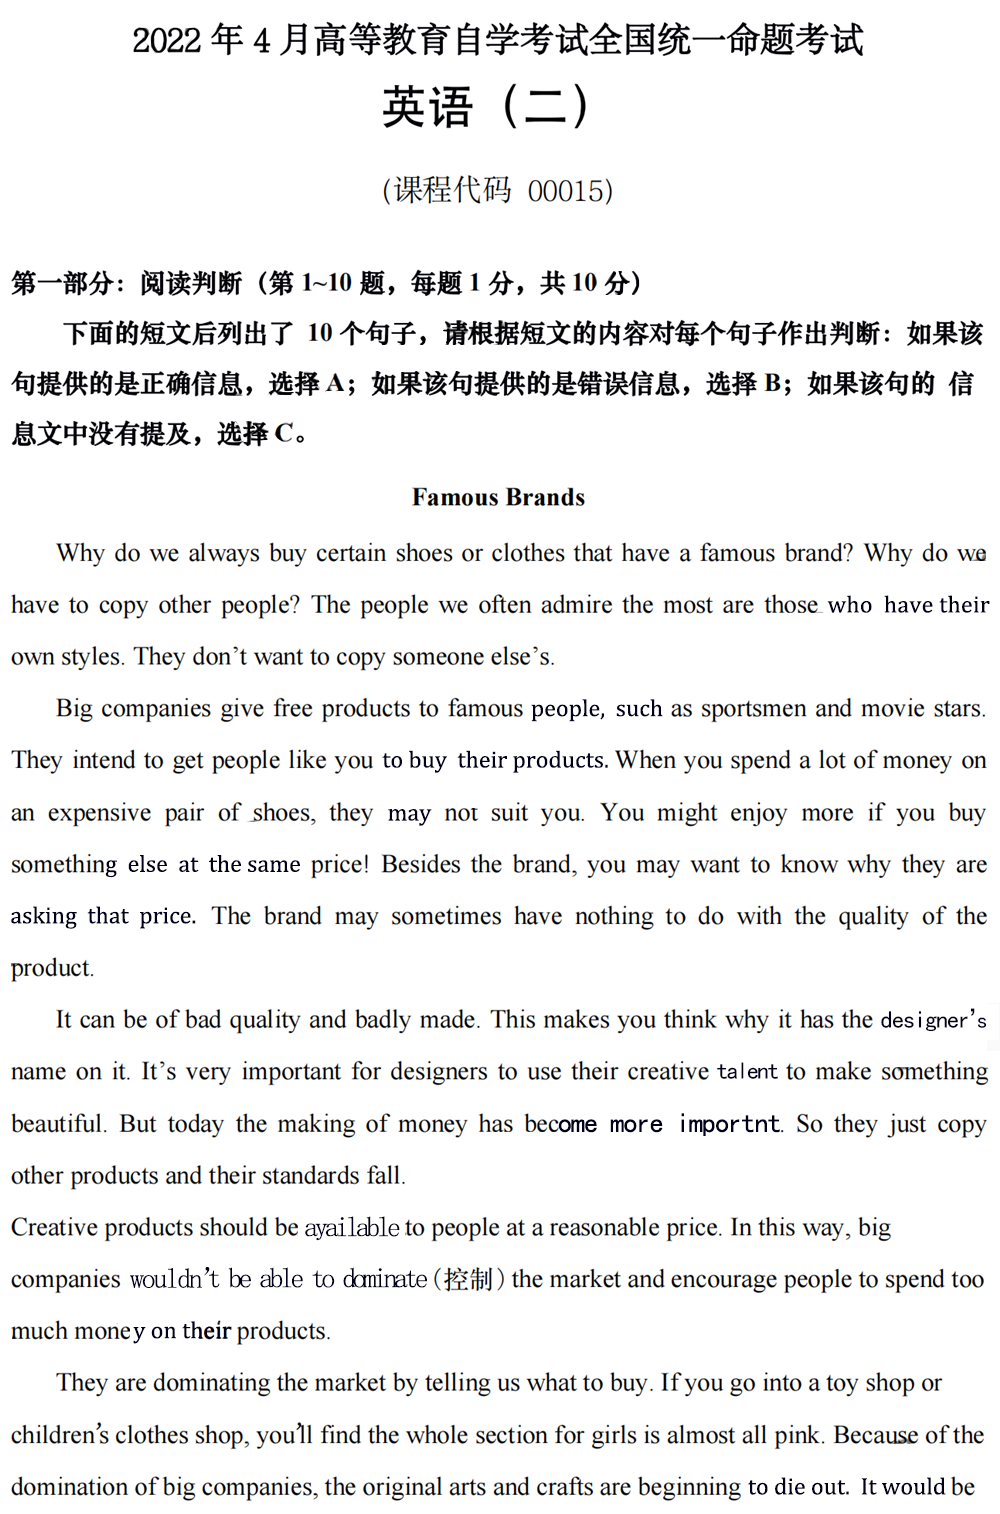 2022 年 4 月高等教育自学考试全国统一命题考试
英语（二）
(课程代码 00015)
第一部分：阅读判断（第 1~10 题，每题 1 分，共 10 分）
下面的短文后列出了 10 个句子，请根据短文的内容对每个句子作出判断：如果该
句提供的是正确信息，选择 A；如果该句提供的是错误信息，选择 B；如果该句的 信
息文中没有提及，选择 C。
Famous Brands
Why do we always buy certain shoes or clothes that have a famous brand? Why do we
have to copy other people? The people we often admire the most are those who have their
own styles. They don’t want to copy someone else’s.
Big companies give free products to famous people, such as sportsmen and movie stars.
They intend to get people like you to buy their products. When you spend a lot of money on
an expensive pair of shoes, they may not suit you. You might enjoy more if you buy
something else at the same price! Besides the brand, you may want to know why they are
asking that price. The brand may sometimes have nothing to do with the quality of the
product.
It can be of bad quality and badly made. This makes you think why it has the designer’s
name on it. It’s very important for designers to use their creative talent to make something
beautiful. But today the making of money has become more importnt. So they just copy
other products and their standards fall.
Creative products should be ayailable to people at a reasonable price. In this way, big
companies wouldn’t be able to dominate（控制）the market and encourage people to spend too
much money on their products.
They are dominating the market by telling us what to buy. If you go into a toy shop or
children’s clothes shop, you’ll find the whole section for girls is almost all pink. Because of the
domination of big companies, the original arts and crafts are beginning to die out. It would be